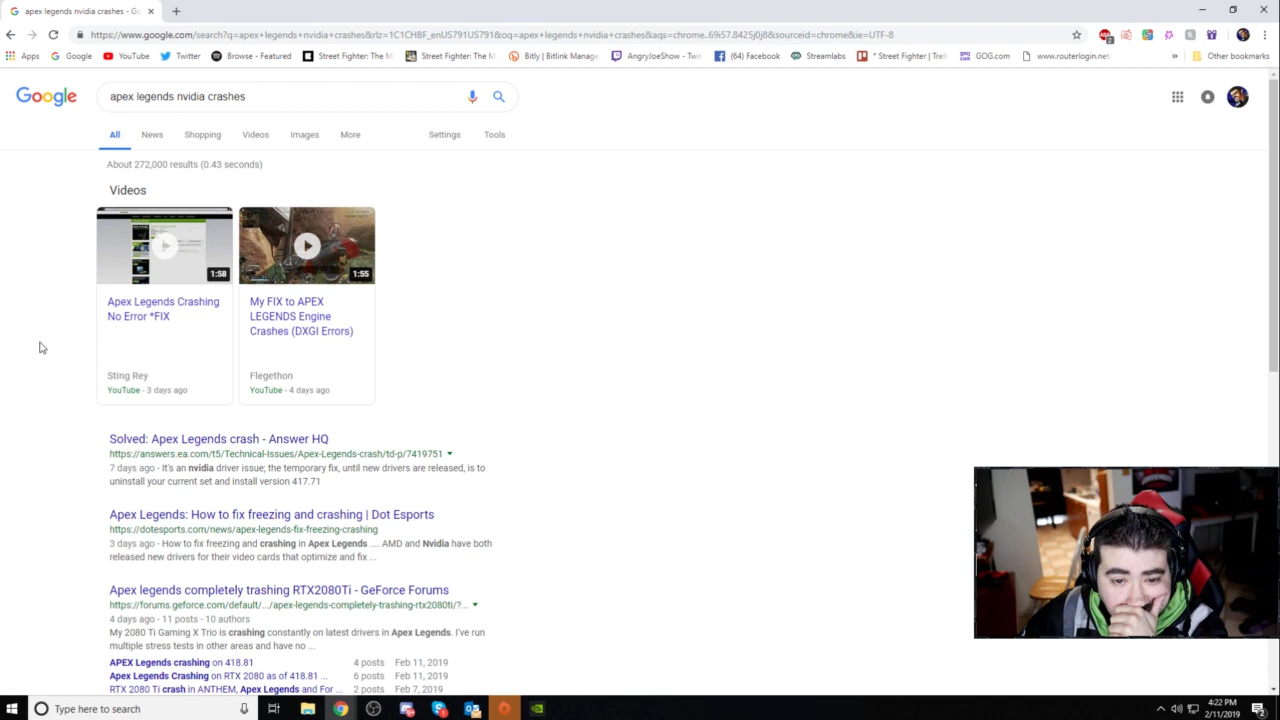 apex legends nvidia crashes - Go
https://www.google.com/search?q=apex+legends+nvidia+crashes&rlz=1C1CHBF_enUS791US791&oq=apex+legends+nvidia+crashes&aqs=chrome..69i57.8425j0j8&sourceid=chrome&ie=UTF-8
Apps Google YouTube Twitter Browse - Featured Street Fighter: The M Street Fighter: The M Bitly | Link Manage AngryJoeShow - Twit (64) Facebook Streamlabs * Street Fighter | Trel GOG.com www.routerlogin.net » Other bookmarks
Google apex legends nvidia crashes
All News Shopping Videos Images More Settings Tools
About 272,000 results (0.43 seconds)
Videos
1:58 1:55
Apex Legends Crashing
No Error *FIX
My FIX to APEX
LEGENDS Engine
Crashes (DXGI Errors)
Sting Rey
YouTube - 3 days ago
Flegethon
YouTube - 4 days ago
Solved: Apex Legends crash - Answer HQ
https://answers.ea.com/t5/Technical-Issues/Apex-Legends-crash/td-p/7419751
7 days ago - It's an nvidia driver issue; the temporary fix, until new drivers are released, is to
uninstall your current set and install version 417.71
Apex Legends: How to fix freezing and crashing | Dot Esports
https://dotesports.com/news/apex-legends-fix-freezing-crashing
3 days ago - How to fix freezing and crashing in Apex Legends .... AMD and Nvidia have both
released new drivers for their video cards that optimize and fix ...
Apex legends completely trashing RTX2080Ti - GeForce Forums
https://forums.geforce.com/default/.../apex-legends-completely-trashing-rtx2080ti/?...
4 days ago - 11 posts - 10 authors
My 2080 Ti Gaming X Trio is crashing constantly on latest drivers in Apex Legends. I've run
multiple stress tests in other areas and have no ...
APEX Legends crashing on 418.81 4 posts Feb 11, 2019
Apex Legends Crashing on RTX 2080 as of 418.81 ... 6 posts Feb 11, 2019
RTX 2080 Ti crash in ANTHEM, Apex Legends and For ... 2 posts Feb 7, 2019
Type here to search
4:22 PM
2/11/2019
2